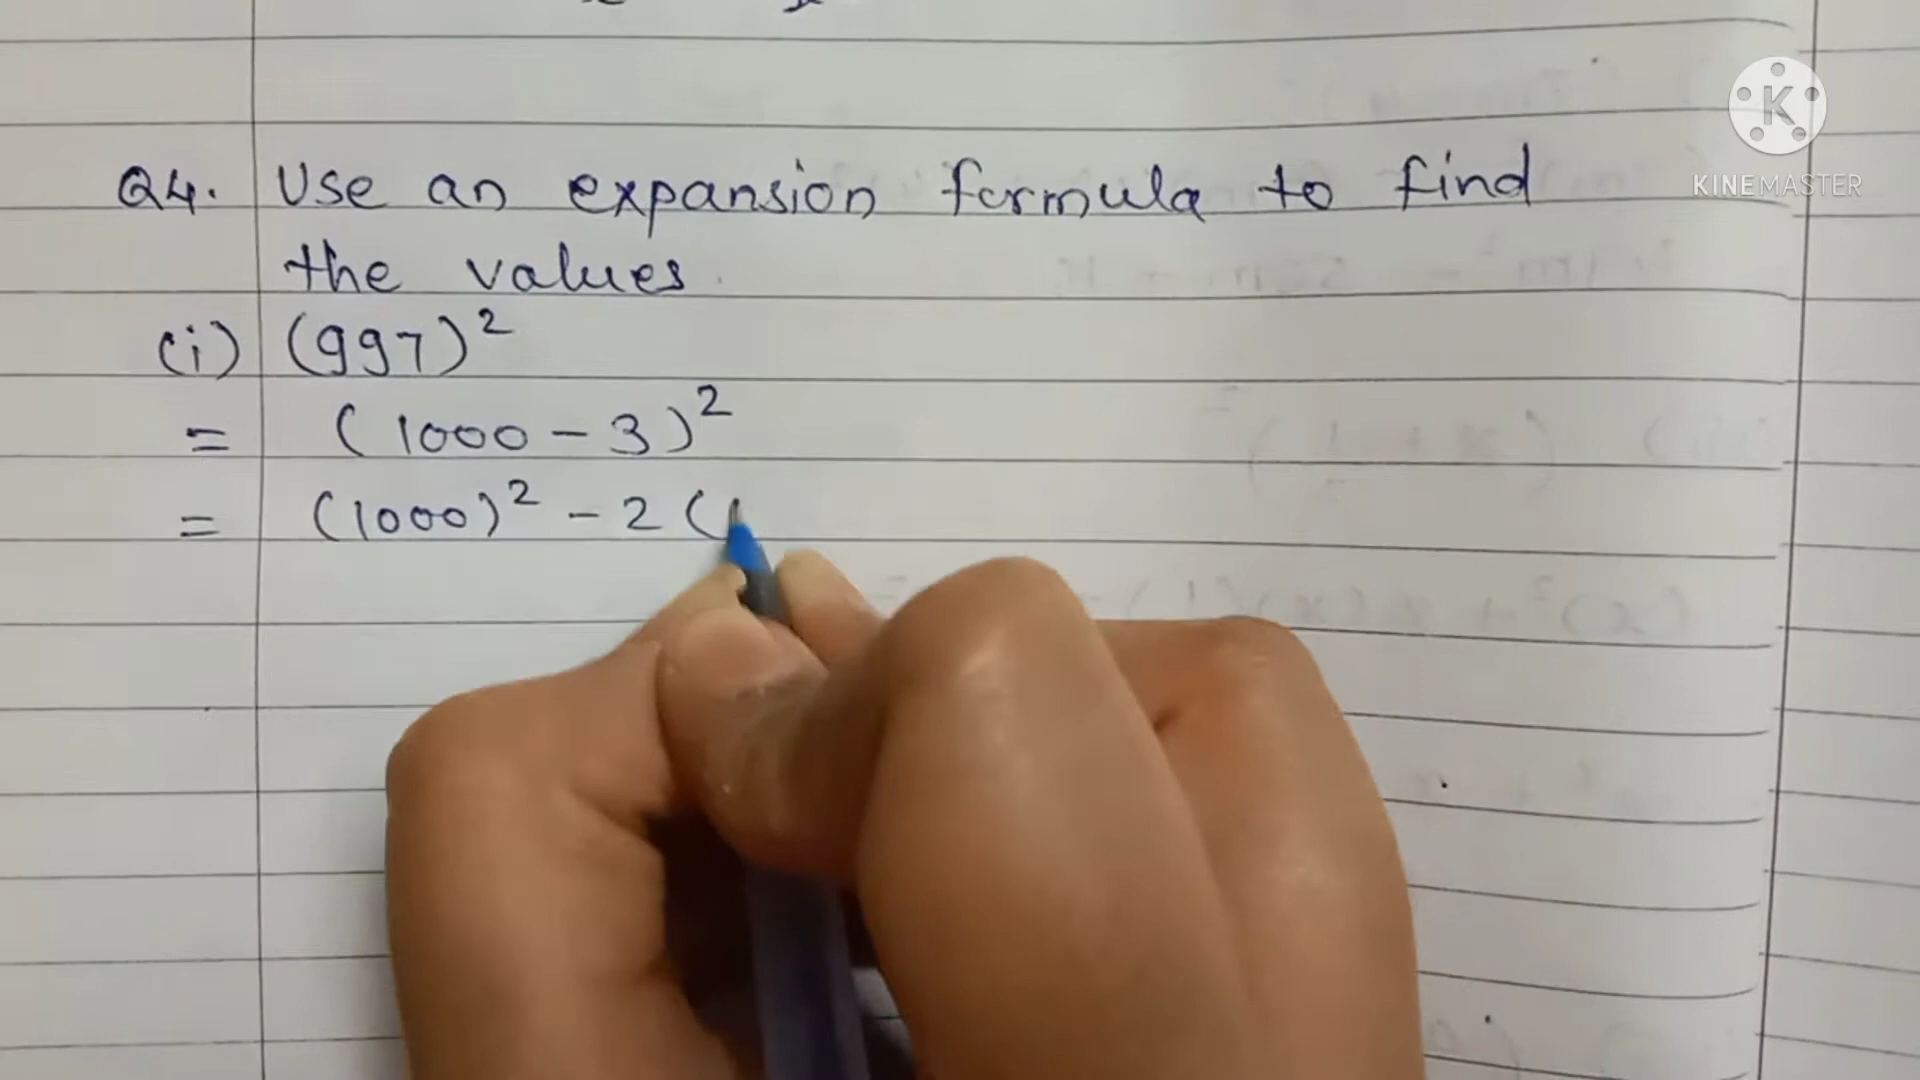 Q4. Use an expansion formula to find
the values.
(i) (997)²
= (1000 - 3)²
= (1000)² - 2 (
K
KINEMASTER